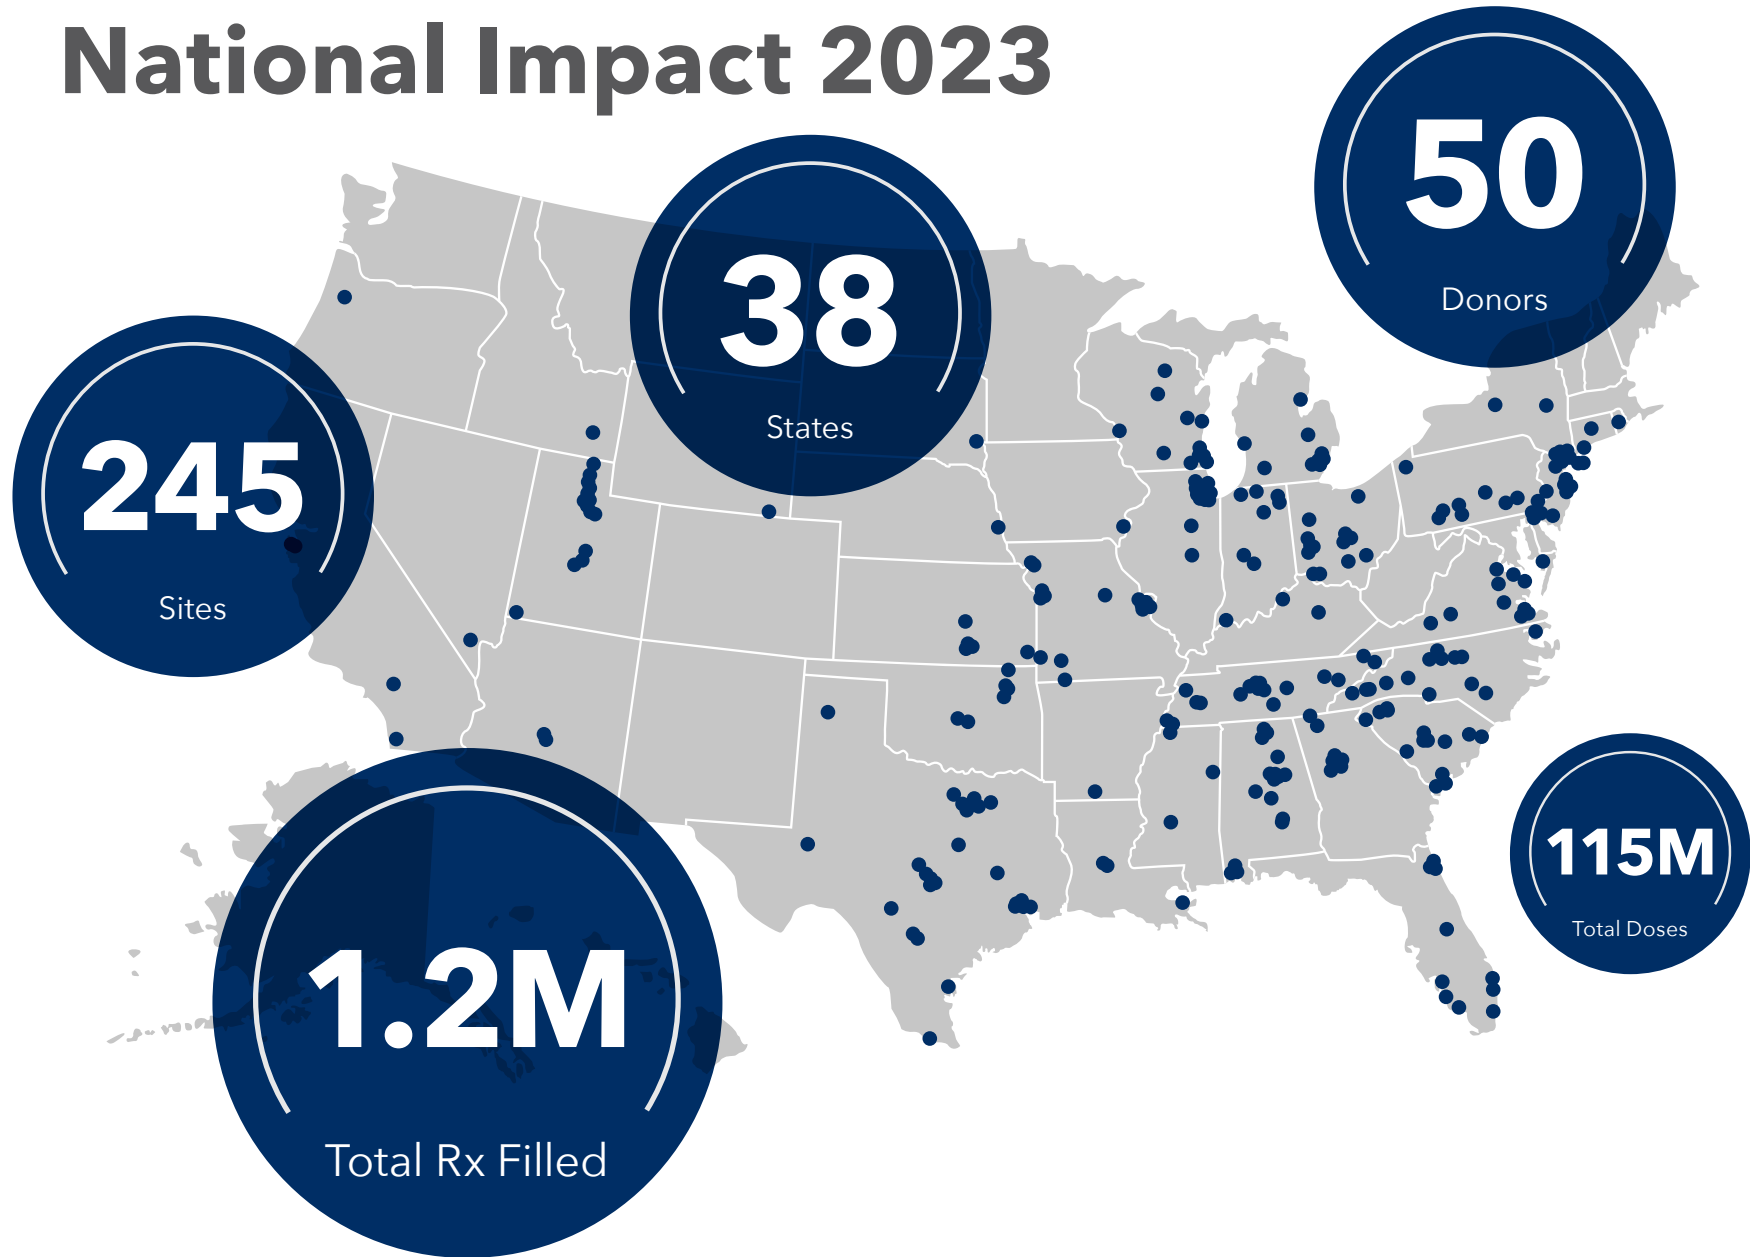 National Impact 2023
50
Donors
38
States
245
Sites
115M
Total Doses
1.2M
Total Rx Filled